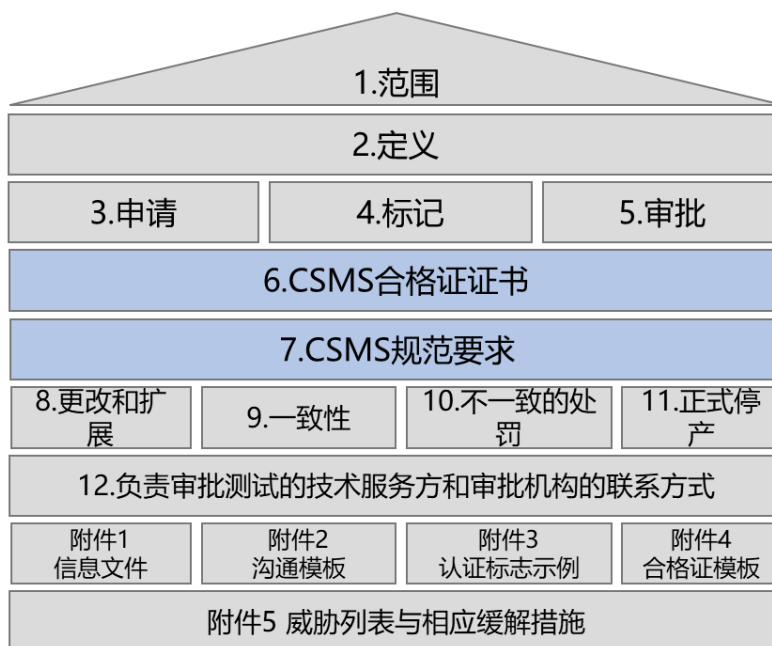 1.范围
2.定义
3.申请
4.标记
5.审批
6.CSMS合格证证书
7.CSMS规范要求
8.更改和扩
展
9.一致性
10.不一致的处
罚
11.正式停
产
12.负责审批测试的技术服务方和审批机构的联系方式
附件1
信息文件
附件2
沟通模板
附件3
认证标志示例
附件4
合格证模板
附件5 威胁列表与相应缓解措施